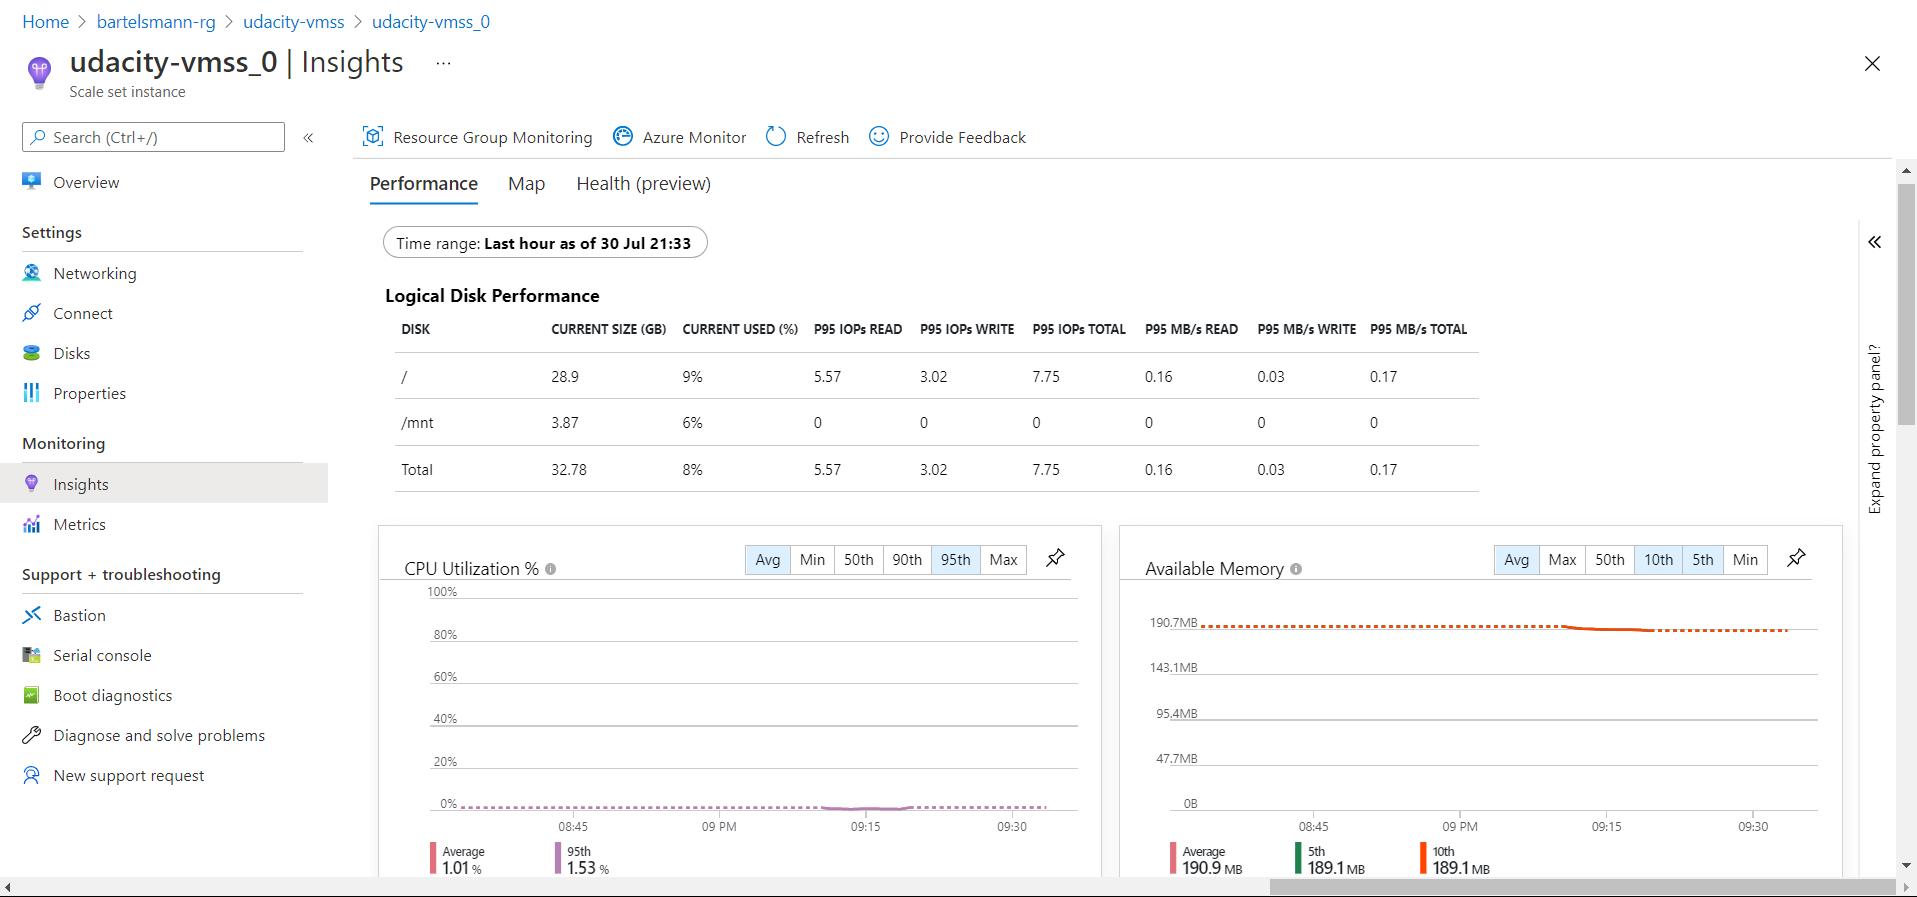 Home > bartelsmann-rg > udacity-vmss > udacity-vmss_0
udacity-vmss_0 | Insights ...
Scale set instance
Search (Ctrl+/) «
Resource Group Monitoring Azure Monitor Refresh Provide Feedback
Overview
Settings
Networking
Connect
Disks
Properties
Monitoring
Insights
Metrics
Support + troubleshooting
Bastion
Serial console
Boot diagnostics
Diagnose and solve problems
New support request
Performance Map Health (preview)
Time range: Last hour as of 30 Jul 21:33
Logical Disk Performance
DISK CURRENT SIZE (GB) CURRENT USED (%) P95 IOPs READ P95 IOPs WRITE P95 IOPs TOTAL P95 MB/s READ P95 MB/s WRITE P95 MB/s TOTAL
/ 28.9 9% 5.57 3.02 7.75 0.16 0.03 0.17
/mnt 3.87 6% 0 0 0 0 0 0
Total 32.78 8% 5.57 3.02 7.75 0.16 0.03 0.17
«
Expand property panel?
CPU Utilization %
Avg Min 50th 90th 95th Max
100%
80%
60%
40%
20%
0%
08:45 09 PM 09:15 09:30
Average 95th
1.01 % 1.53 %
Available Memory
Avg Max 50th 10th 5th Min
190.7MB
143.1MB
95.4MB
47.7MB
0B
08:45 09 PM 09:15 09:30
Average 5th 10th
190.9 MB 189.1 MB 189.1 MB